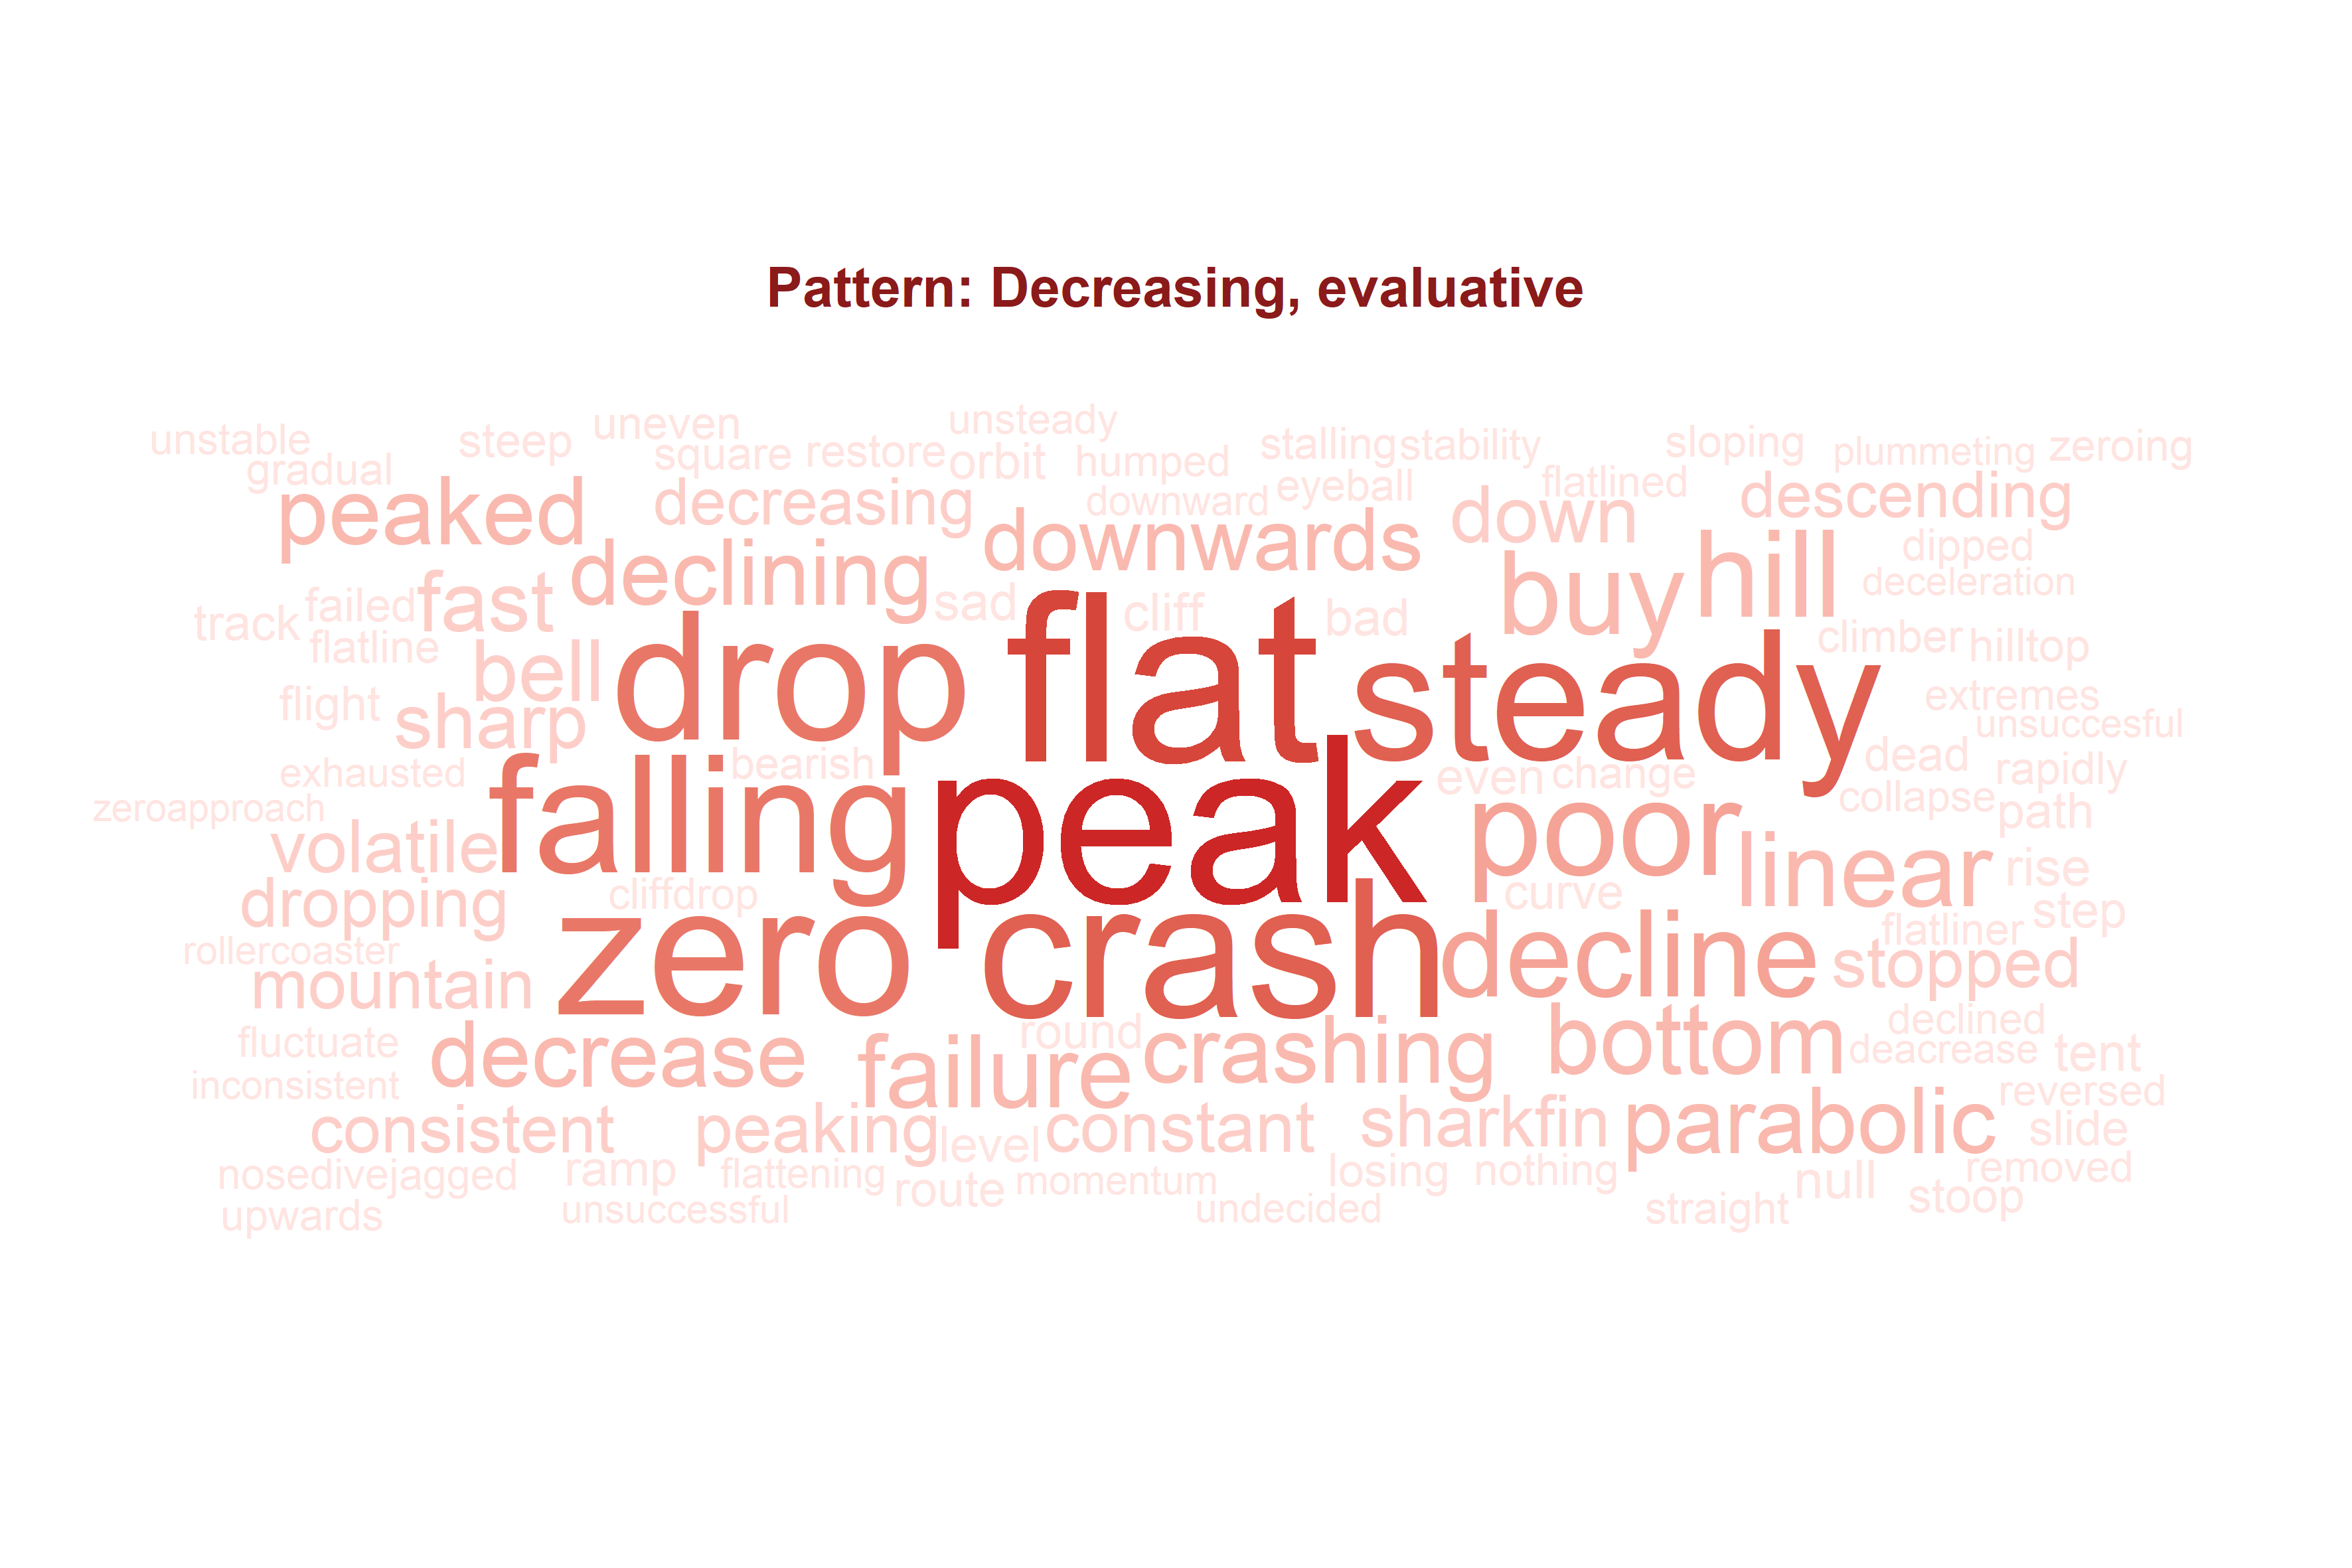 Pattern: Decreasing, evaluative
unstable steep uneven unsteady
gradual square restore orbit humped stalling stability sloping plummeting zeroing
peaked decreasing downward eyeball flatlined descending
declining downwards down buy hill dipped
track failed fast sad cliff bad deceleration
flatline bell drop flat steady climber hilltop
flight sharp extremes
unsuccesful
exhausted falling bearish peak even change dead rapidly
zeroapproach volatile poor linear collapse path
dropping cliffdrop curve rise
rollercoaster zero crash decline flatliner step
mountain stopped
fluctuate decrease failure round crashing bottom declined
inconsistent deacrease tent
consistent peaking level constant sharkfin parabolic reversed
slide
nosedive jagged ramp flattening route momentum losing nothing null removed
upwards unsuccessful undecided straight stoop